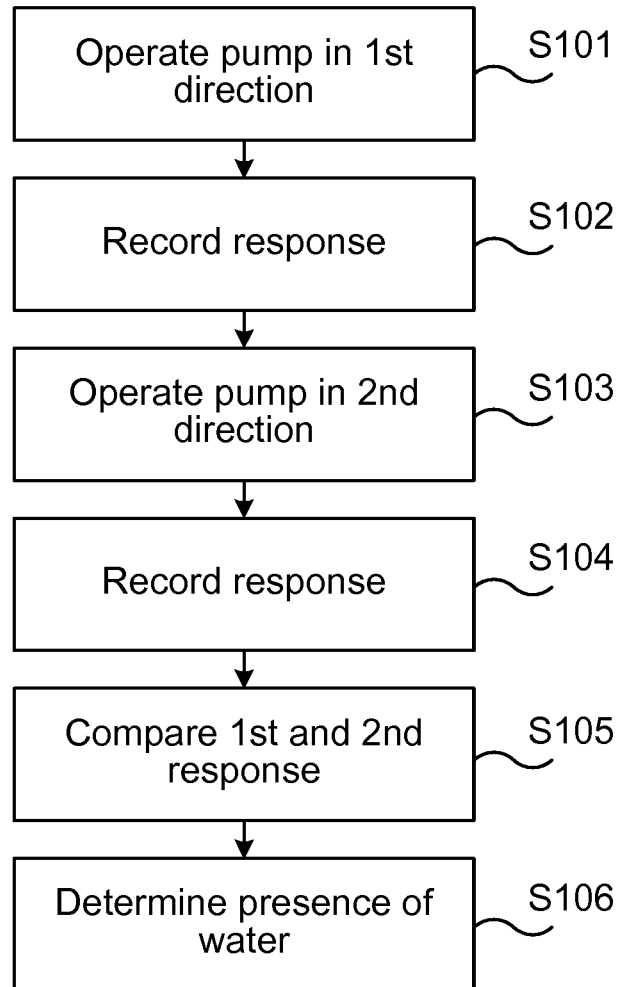 Operate pump in 1st
direction
S101
Record response
S102
Operate pump in 2nd
direction
S103
Record response
S104
Compare 1st and 2nd
response
S105
Determine presence of
water
S106